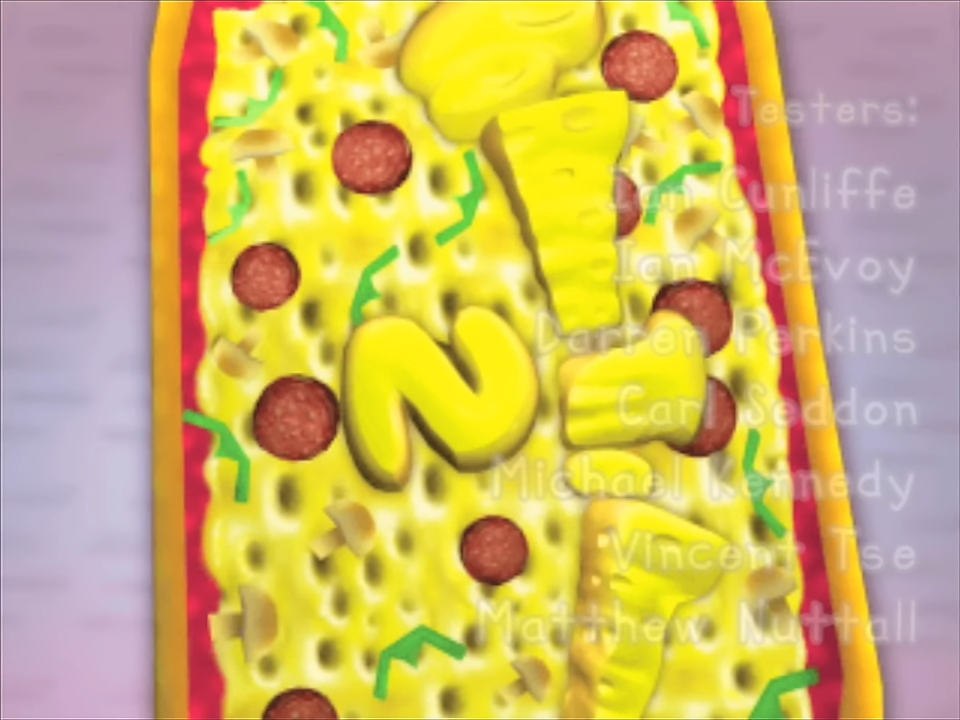 Testers:
Ian Cunliffe
Ian McEvoy
Darren Perkins
Carl Seddon
Michael Kennedy
Vincent Tse
Matthew Nuttall